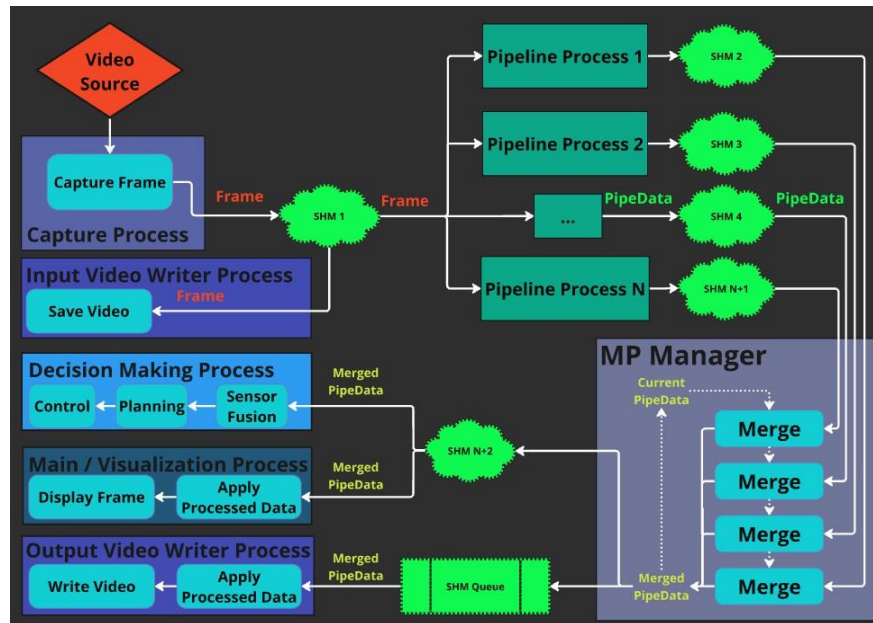 Video
Source
Capture Frame
Capture Process
Frame
SHM 1
Frame
Pipeline Process 1
SHM 2
Pipeline Process 2
SHM 3
...
PipeData
SHM 4
PipeData
Pipeline Process N
SHM N+1
Input Video Writer Process
Frame
Save Video
Decision Making Process
Control
Planning
Sensor
Fusion
Merged
PipeData
Main / Visualization Process
Display Frame
Apply
Processed Data
Merged
PipeData
SHM N+2
Output Video Writer Process
Write Video
Apply
Processed Data
Merged
PipeData
SHM Queue
MP Manager
Current
PipeData
Merge
Merge
Merge
Merge
Merged
PipeData